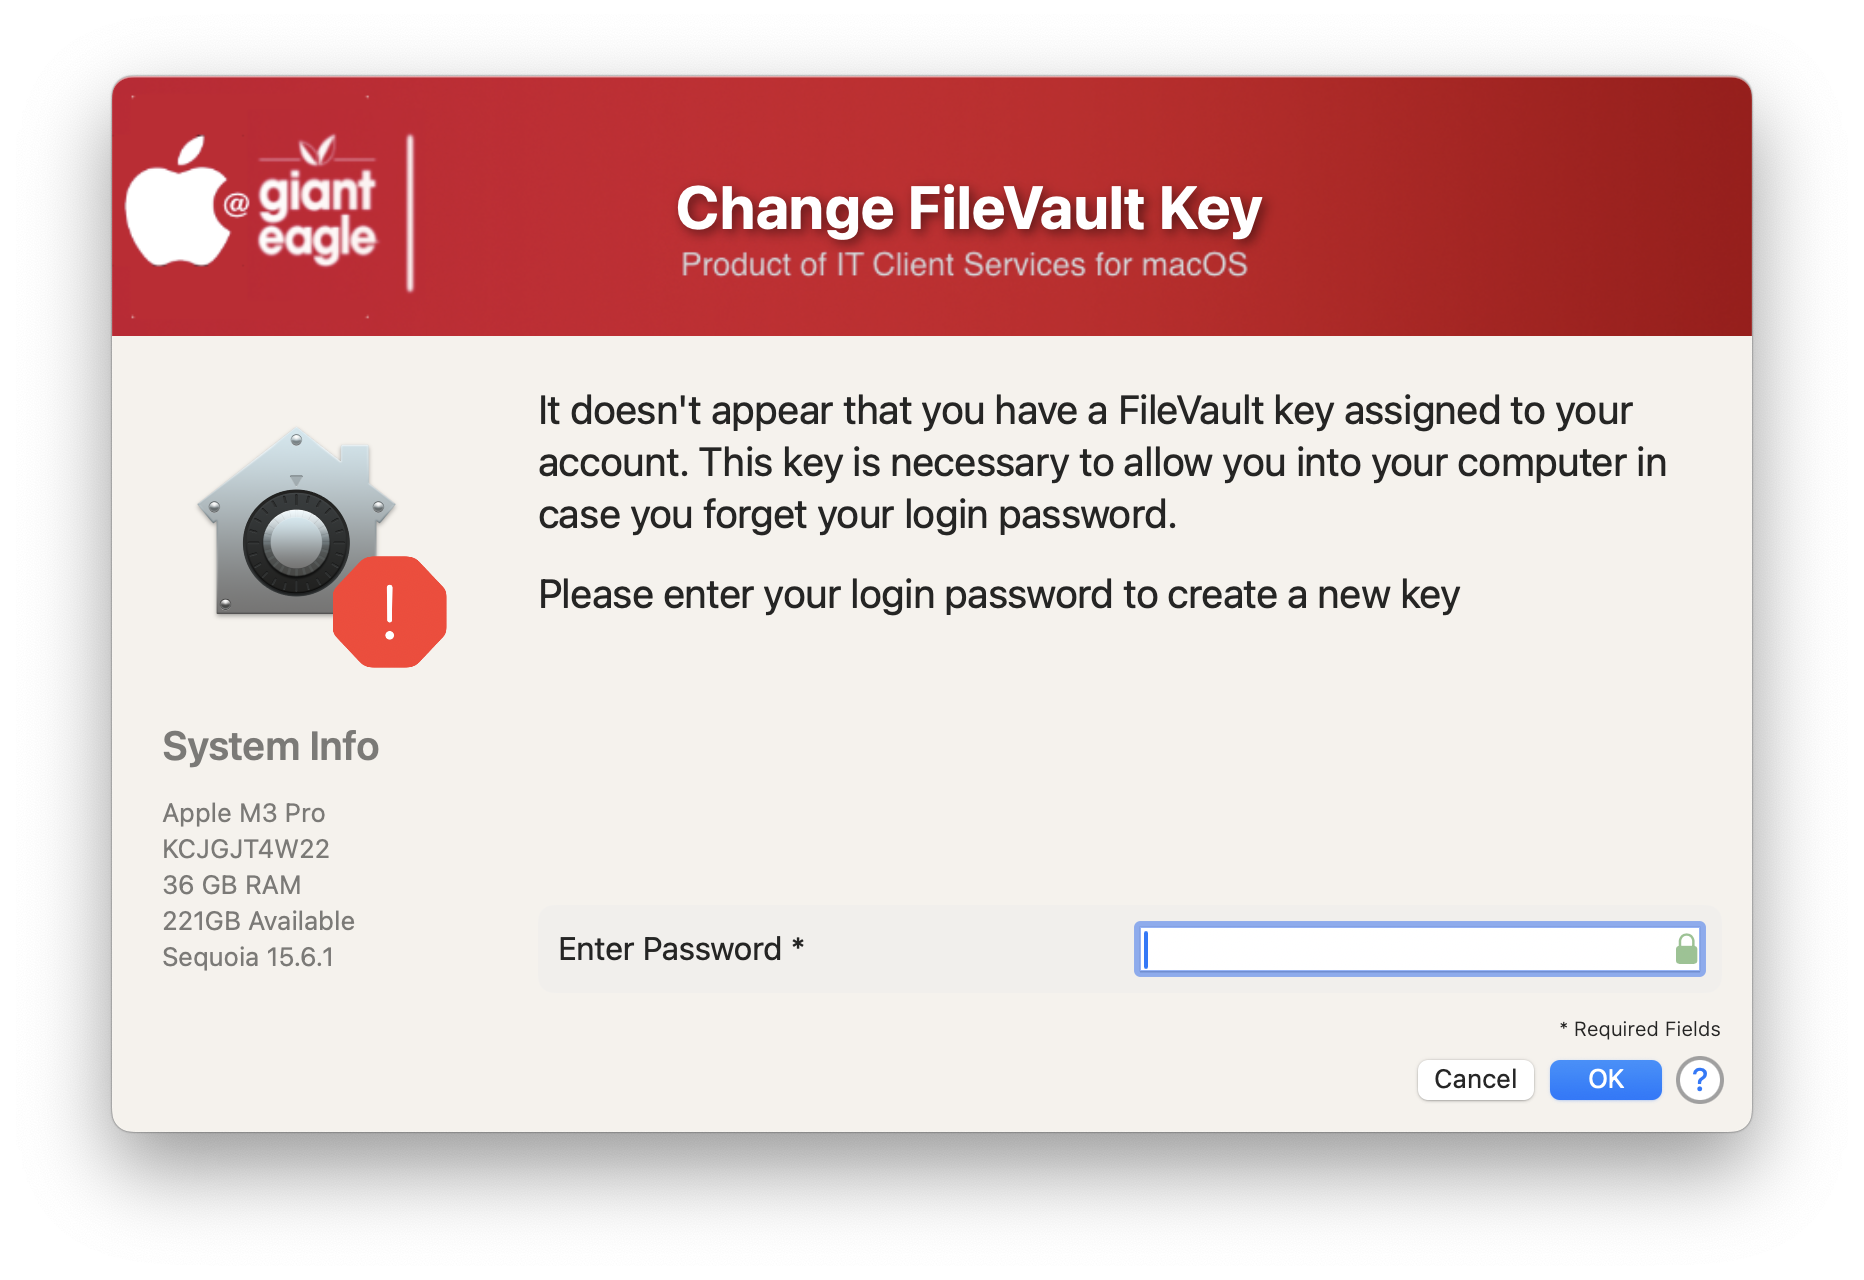 @ giant
eagle
Change FileVault Key
Product of IT Client Services for macOS
It doesn't appear that you have a FileVault key assigned to your
account. This key is necessary to allow you into your computer in
case you forget your login password.
Please enter your login password to create a new key
!
System Info
Apple M3 Pro
KCJGJT4W22
36 GB RAM
221GB Available
Sequoia 15.6.1
Enter Password *
* Required Fields
Cancel OK ?